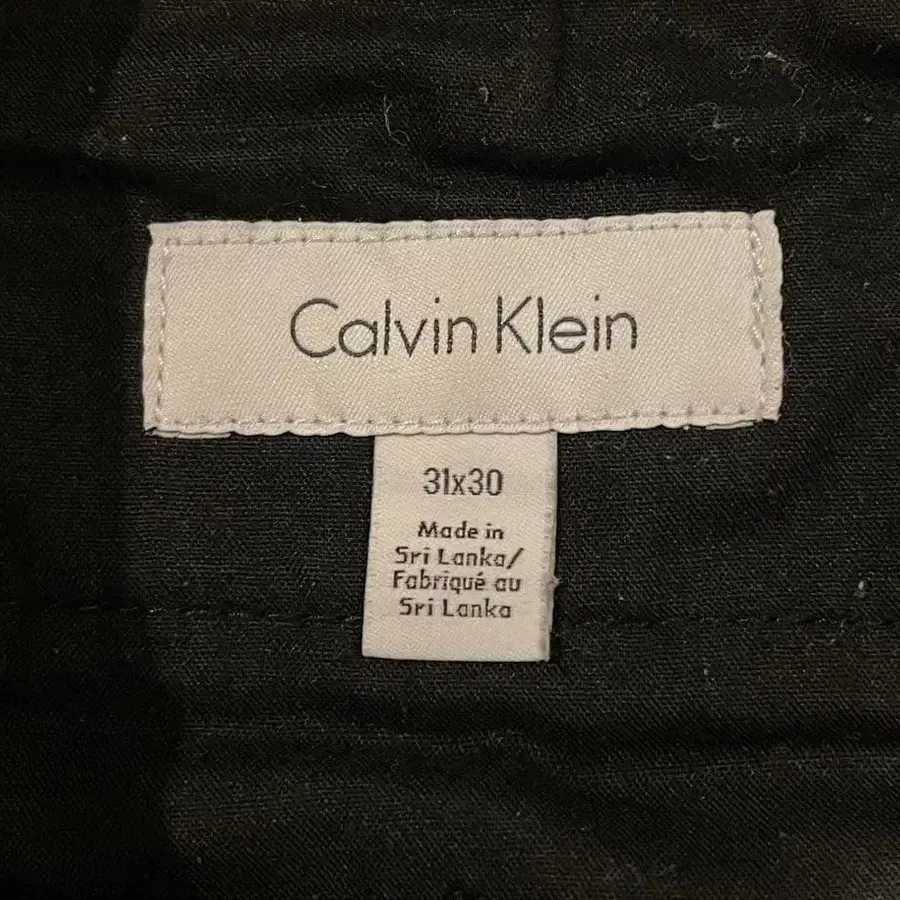 Calvin Klein
31x30
Made in
Sri Lanka/
Fabriqué au
Sri Lanka